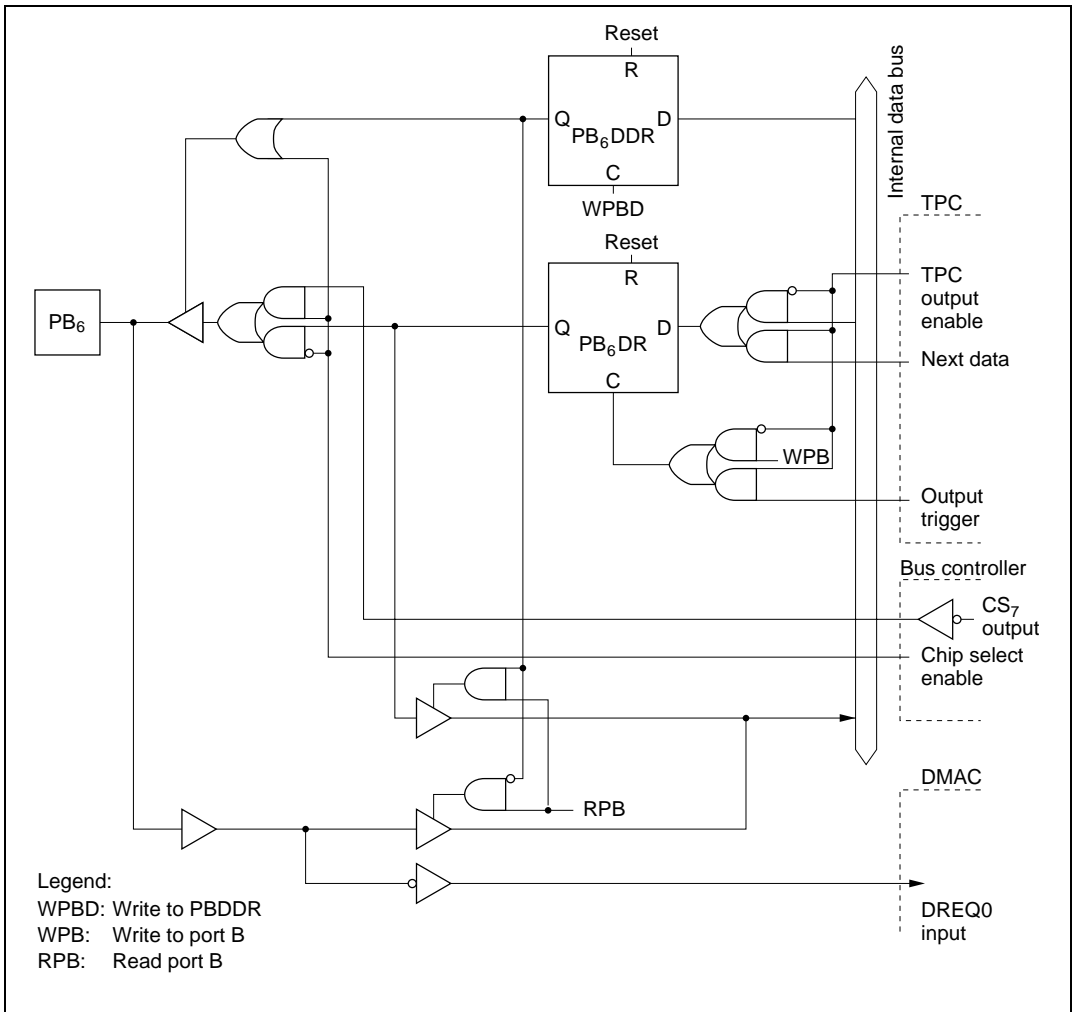 Reset
R
Q
D
PB₆DDR
C
WPBD
Internal data bus
TPC
Reset
R
Q
D
PB₆DR
C
PB₆
TPC
output
enable
Next data
WPB
Output
trigger
Bus controller
CS₇
output
Chip select
enable
DMAC
RPB
DREQ0
input
Legend:
WPBD: Write to PBDDR
WPB: Write to port B
RPB: Read port B